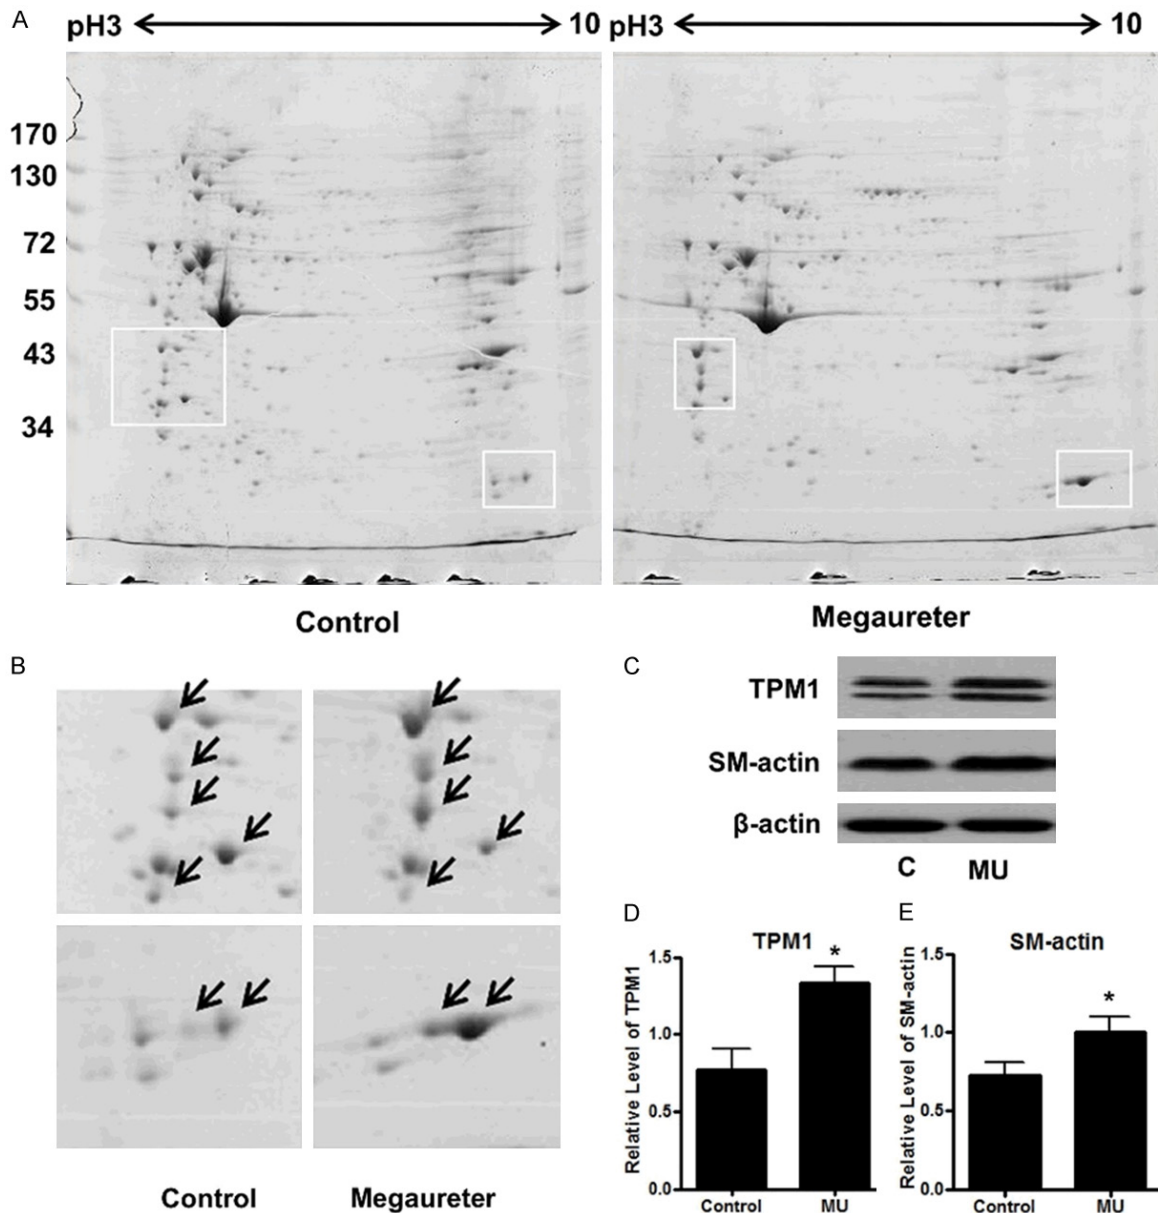 A
pH3 10 pH3 10
170
130
72
55
43
34
Control Megaureter
B
Control Megaureter
C
TPM1
SM-actin
β-actin
C MU
D
TPM1
Relative Level of TPM1
1.5
1.0
0.5
0.0
*
Control MU
E
SM-actin
Relative Level of SM-actin
1.5
1.0
0.5
0.0
*
Control MU